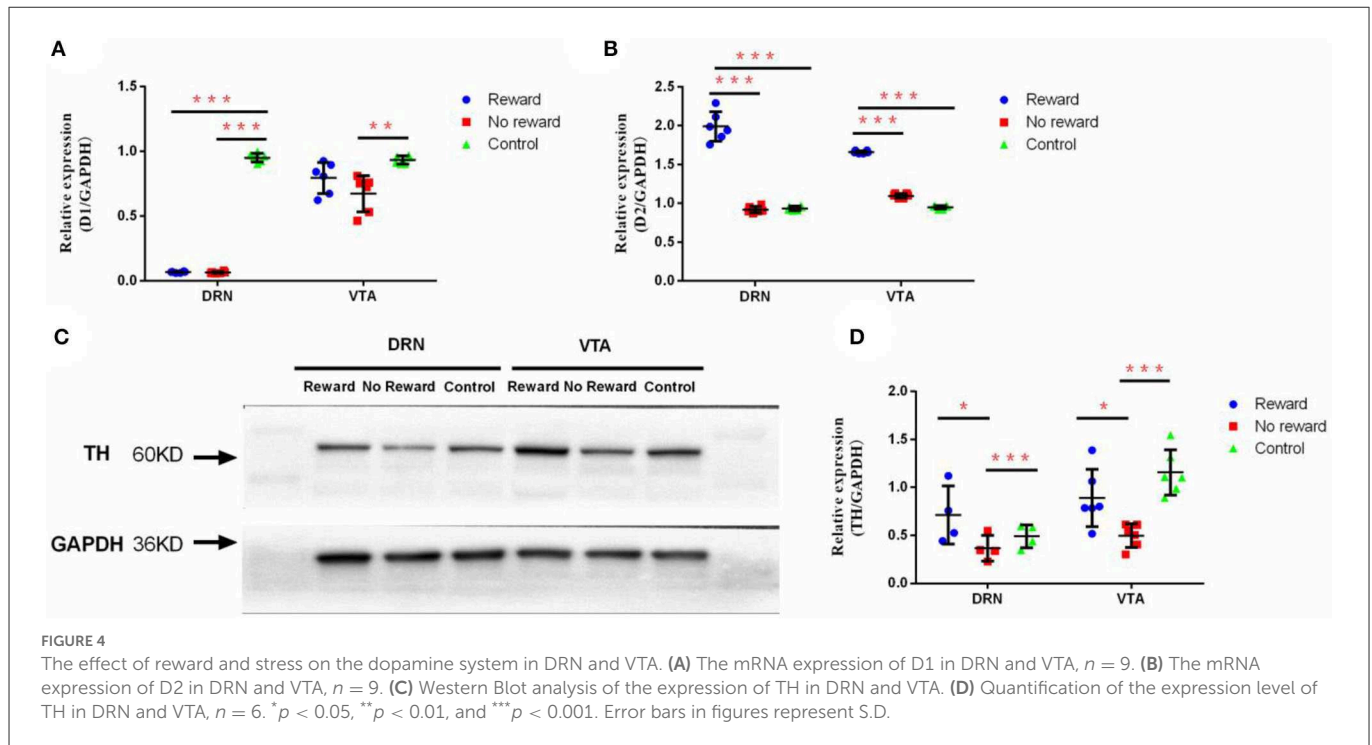 A
Relative expression
(D1/GAPDH)
1.5
1.0
0.5
0.0
***
***
**
DRN
VTA
Reward
No reward
Control
B
Relative expression
(D2/GAPDH)
2.5
2.0
1.5
1.0
0.5
0.0
***
***
***
***
DRN
VTA
Reward
No reward
Control
C
DRN VTA
Reward No Reward Control Reward No Reward Control
TH 60KD
GAPDH 36KD
D
Relative expression
(TH/GAPDH)
2.0
1.5
1.0
0.5
0.0
*
***
*
***
DRN
VTA
Reward
No reward
Control
FIGURE 4
The effect of reward and stress on the dopamine system in DRN and VTA. (A) The mRNA expression of D1 in DRN and VTA, n = 9. (B) The mRNA
expression of D2 in DRN and VTA, n = 9. (C) Western Blot analysis of the expression of TH in DRN and VTA. (D) Quantification of the expression level of
TH in DRN and VTA, n = 6. *p < 0.05, **p < 0.01, and ***p < 0.001. Error bars in figures represent S.D.